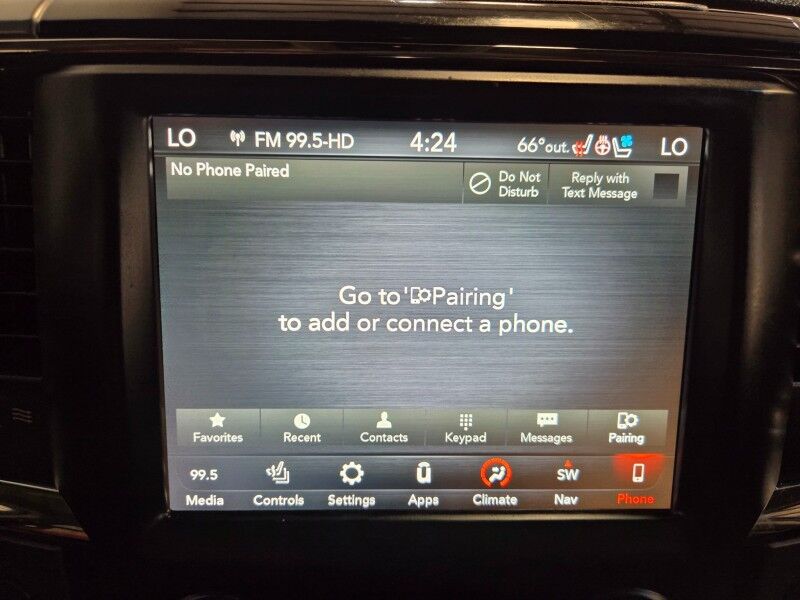 LO FM 99.5-HD 4:24 66° out. LO
No Phone Paired
Do Not
Disturb
Reply with
Text Message
Go to 'Pairing'
to add or connect a phone.
Favorites Recent Contacts Keypad Messages Pairing
99.5 SW
Media Controls Settings Apps Climate Nav Phone